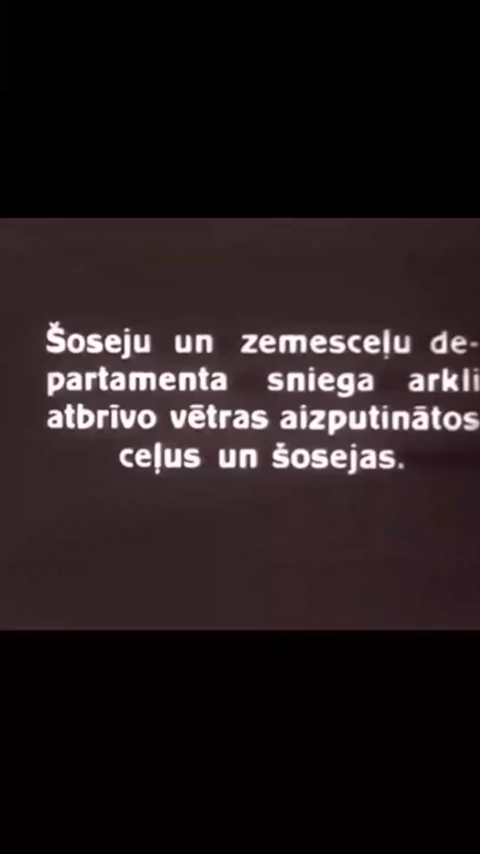 Šoseju un zemesceļu de-
partamenta sniega arkli
atbrīvo vētras aizputinātos
ceļus un šosejas.